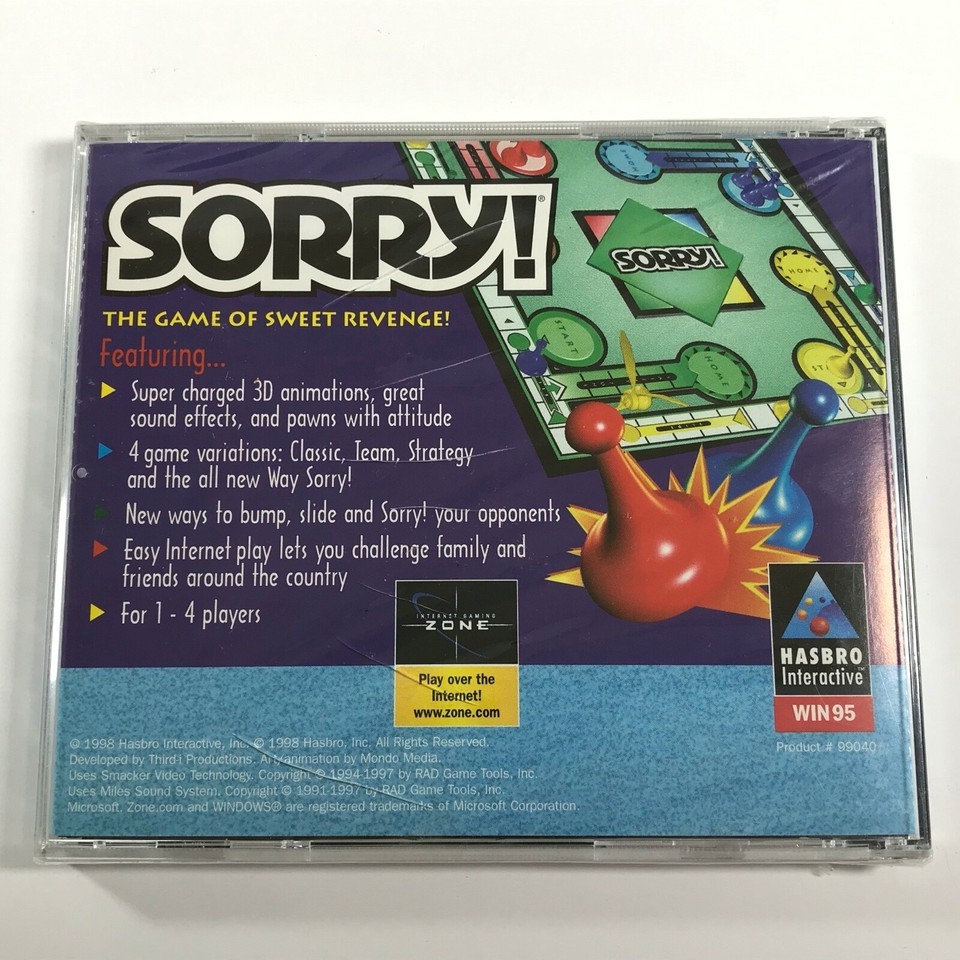 SORRY!®
THE GAME OF SWEET REVENGE!
Featuring...
Super charged 3D animations, great
sound effects, and pawns with attitude
4 game variations: Classic, Team, Strategy
and the all new Way Sorry!
New ways to bump, slide and Sorry! your opponents
Easy Internet play lets you challenge family and
friends around the country
For 1 - 4 players
HOME
SORRY!
HOME
START
HOME
INTERNET GAMING
ZONE
Play over the
Internet!
www.zone.com
HASBRO
Interactive™
WIN95
Product # 99040
© 1998 Hasbro Interactive, Inc. © 1998 Hasbro, Inc. All Rights Reserved.
Developed by Third-I Productions. Art/animation by Mondo Media.
Uses Smacker Video Technology. Copyright © 1994-1997 by RAD Game Tools, Inc.
Uses Miles Sound System. Copyright © 1991-1997 by RAD Game Tools, Inc.
Microsoft, Zone.com and WINDOWS® are registered trademarks of Microsoft Corporation.